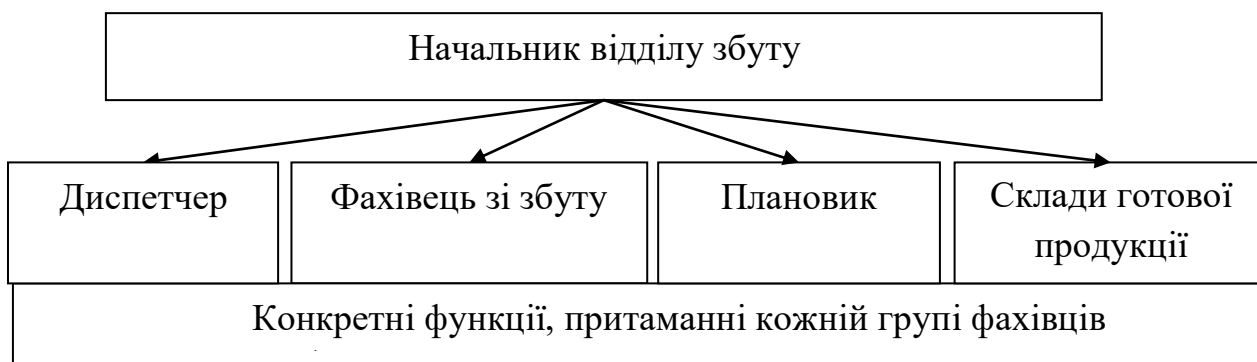 Начальник відділу збуту
Диспетчер
Фахівець зі збуту
Плановик
Склади готової
продукції
Конкретні функції, притаманні кожній групі фахівців